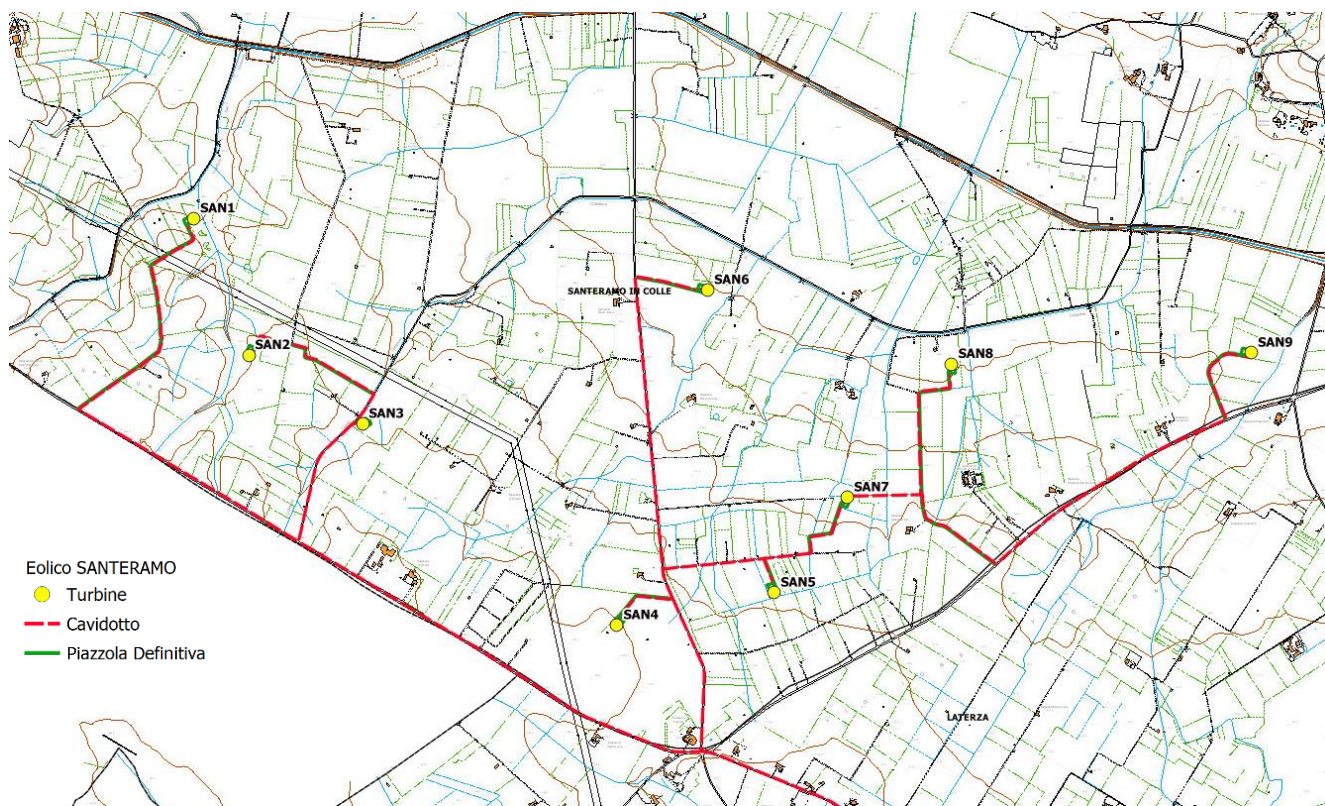 SAN1
SAN6
SANTERAMO IN COLLE
SAN2
SAN8
SAN9
SAN3
SAN7
SAN5
SAN4
Eolico SANTERAMO
Turbine
Cavidotto
Piazzola Definitiva
LATERZA